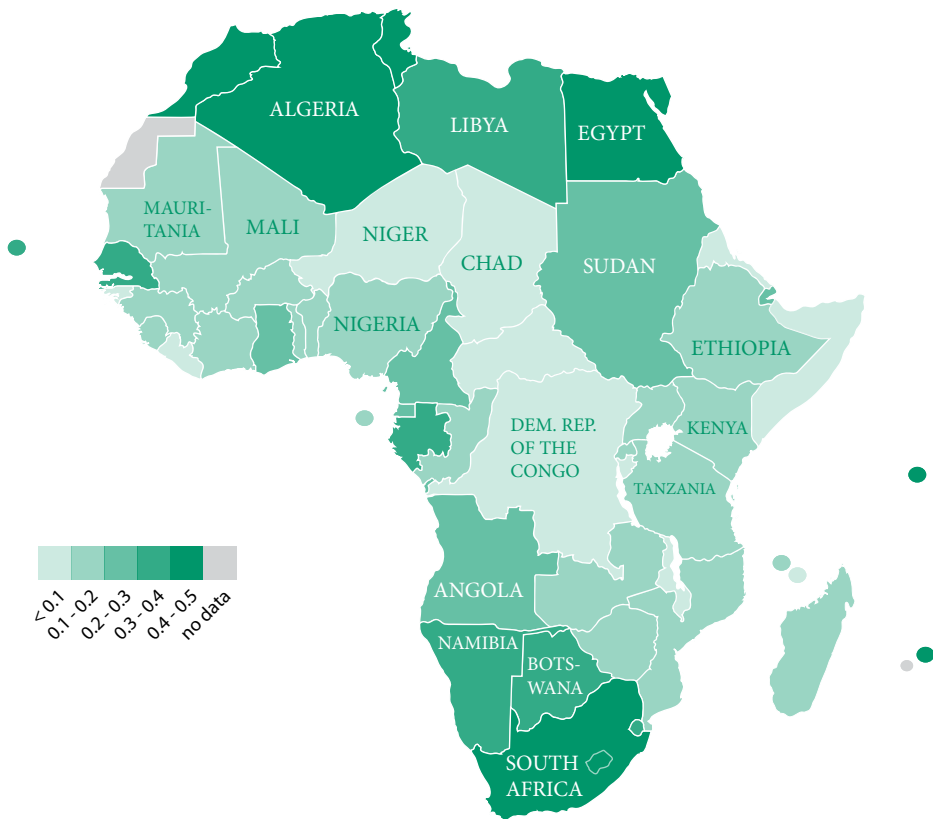 ALGERIA
LIBYA
EGYPT
MAURI-
TANIA
MALI
NIGER
CHAD
SUDAN
NIGERIA
ETHIOPIA
KENYA
DEM. REP.
OF THE
CONGO
TANZANIA
ANGOLA
NAMIBIA
BOTS-
WANA
SOUTH
AFRICA
< 0.1
0.1 - 0.2
0.2 - 0.3
0.3 - 0.4
0.4 - 0.5
no data